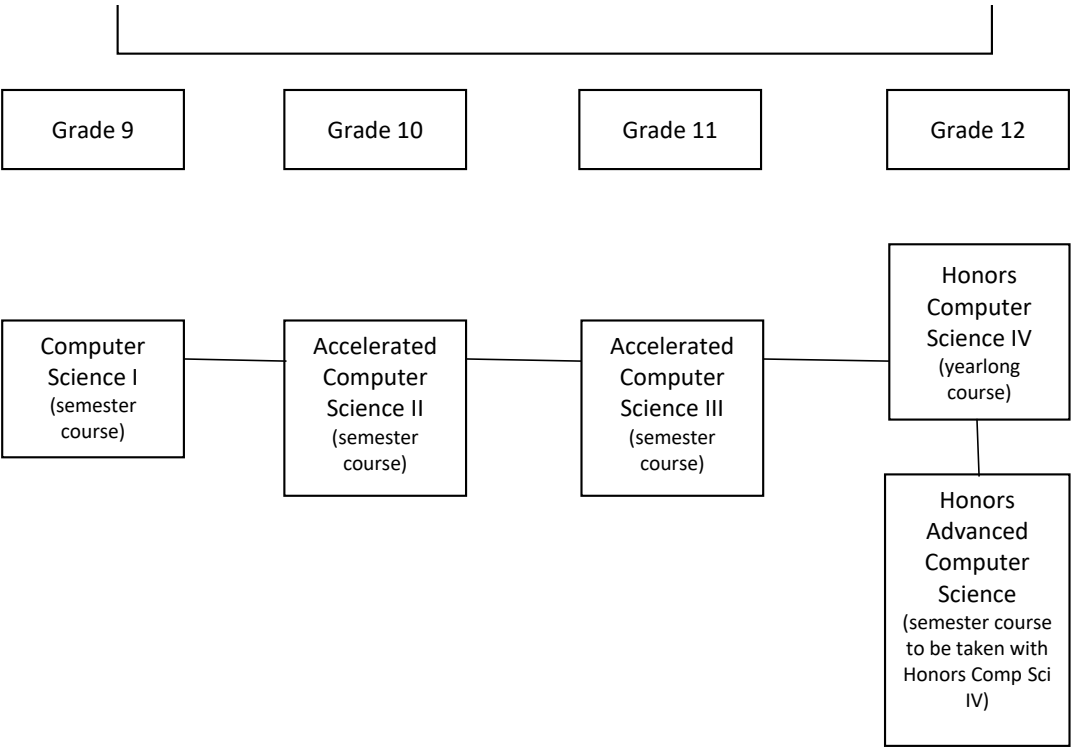 Grade 9
Grade 10
Grade 11
Grade 12
Computer
Science I
(semester
course)
Accelerated
Computer
Science II
(semester
course)
Accelerated
Computer
Science III
(semester
course)
Honors
Computer
Science IV
(yearlong
course)
Honors
Advanced
Computer
Science
(semester course
to be taken with
Honors Comp Sci
IV)